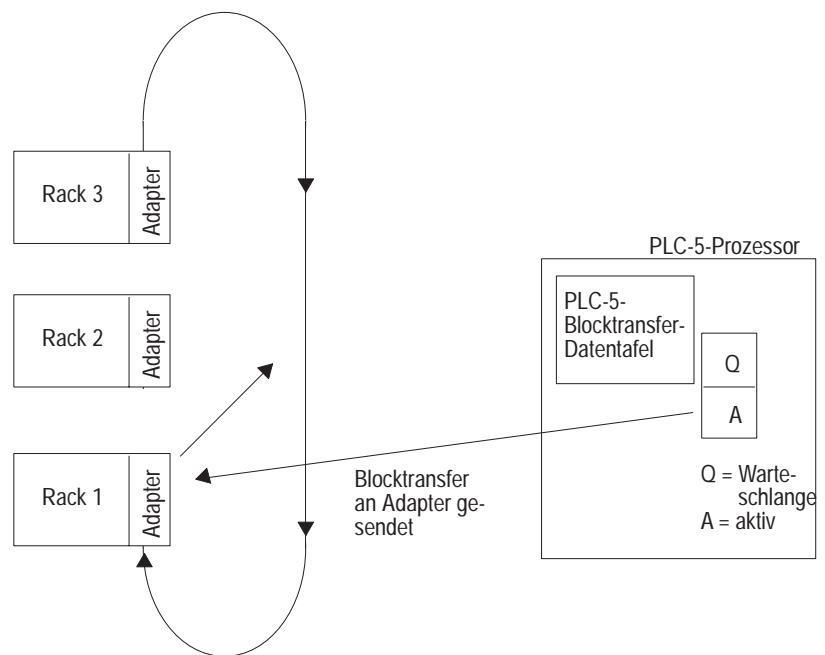 Rack 3
Adapter
Rack 2
Adapter
Rack 1
Adapter
Blocktransfer
an Adapter ge-
sendet
PLC-5-Prozessor
PLC-5-
Blocktransfer-
Datentafel
Q
A
Q = Warte-
schlange
A = aktiv